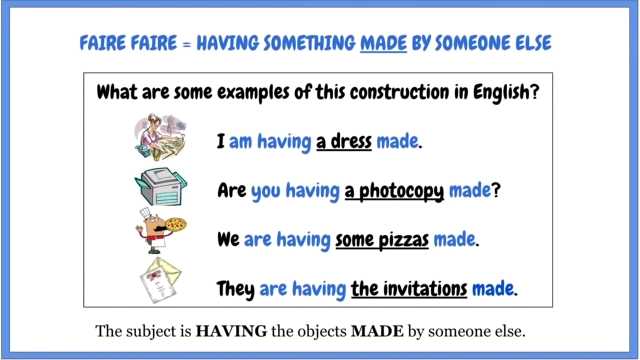 FAIRE FAIRE = HAVING SOMETHING MADE BY SOMEONE ELSE
What are some examples of this construction in English?
I am having a dress made.
Are you having a photocopy made?
We are having some pizzas made.
They are having the invitations made.
The subject is HAVING the objects MADE by someone else.